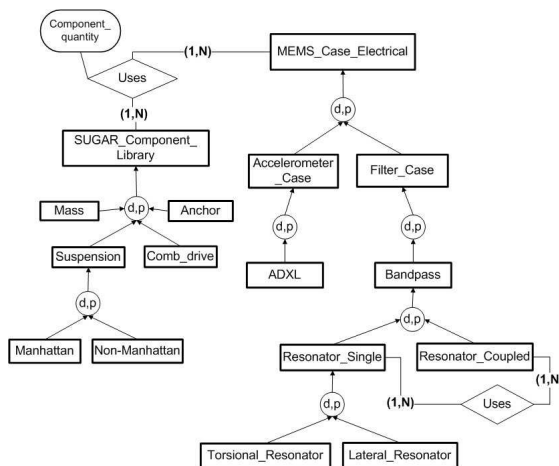 Component_
quantity
(1,N)
MEMS_Case_Electrical
Uses
(1,N)
d,p
SUGAR_Component_
Library
Accelerometer
_Case
Filter_Case
Mass
d,p
Anchor
d,p
d,p
Suspension
Comb_drive
ADXL
Bandpass
d,p
d,p
Manhattan
Non-Manhattan
Resonator_Single
Resonator_Coupled
(1,N)
(1,N)
Uses
d,p
Torsional_Resonator
Lateral_Resonator